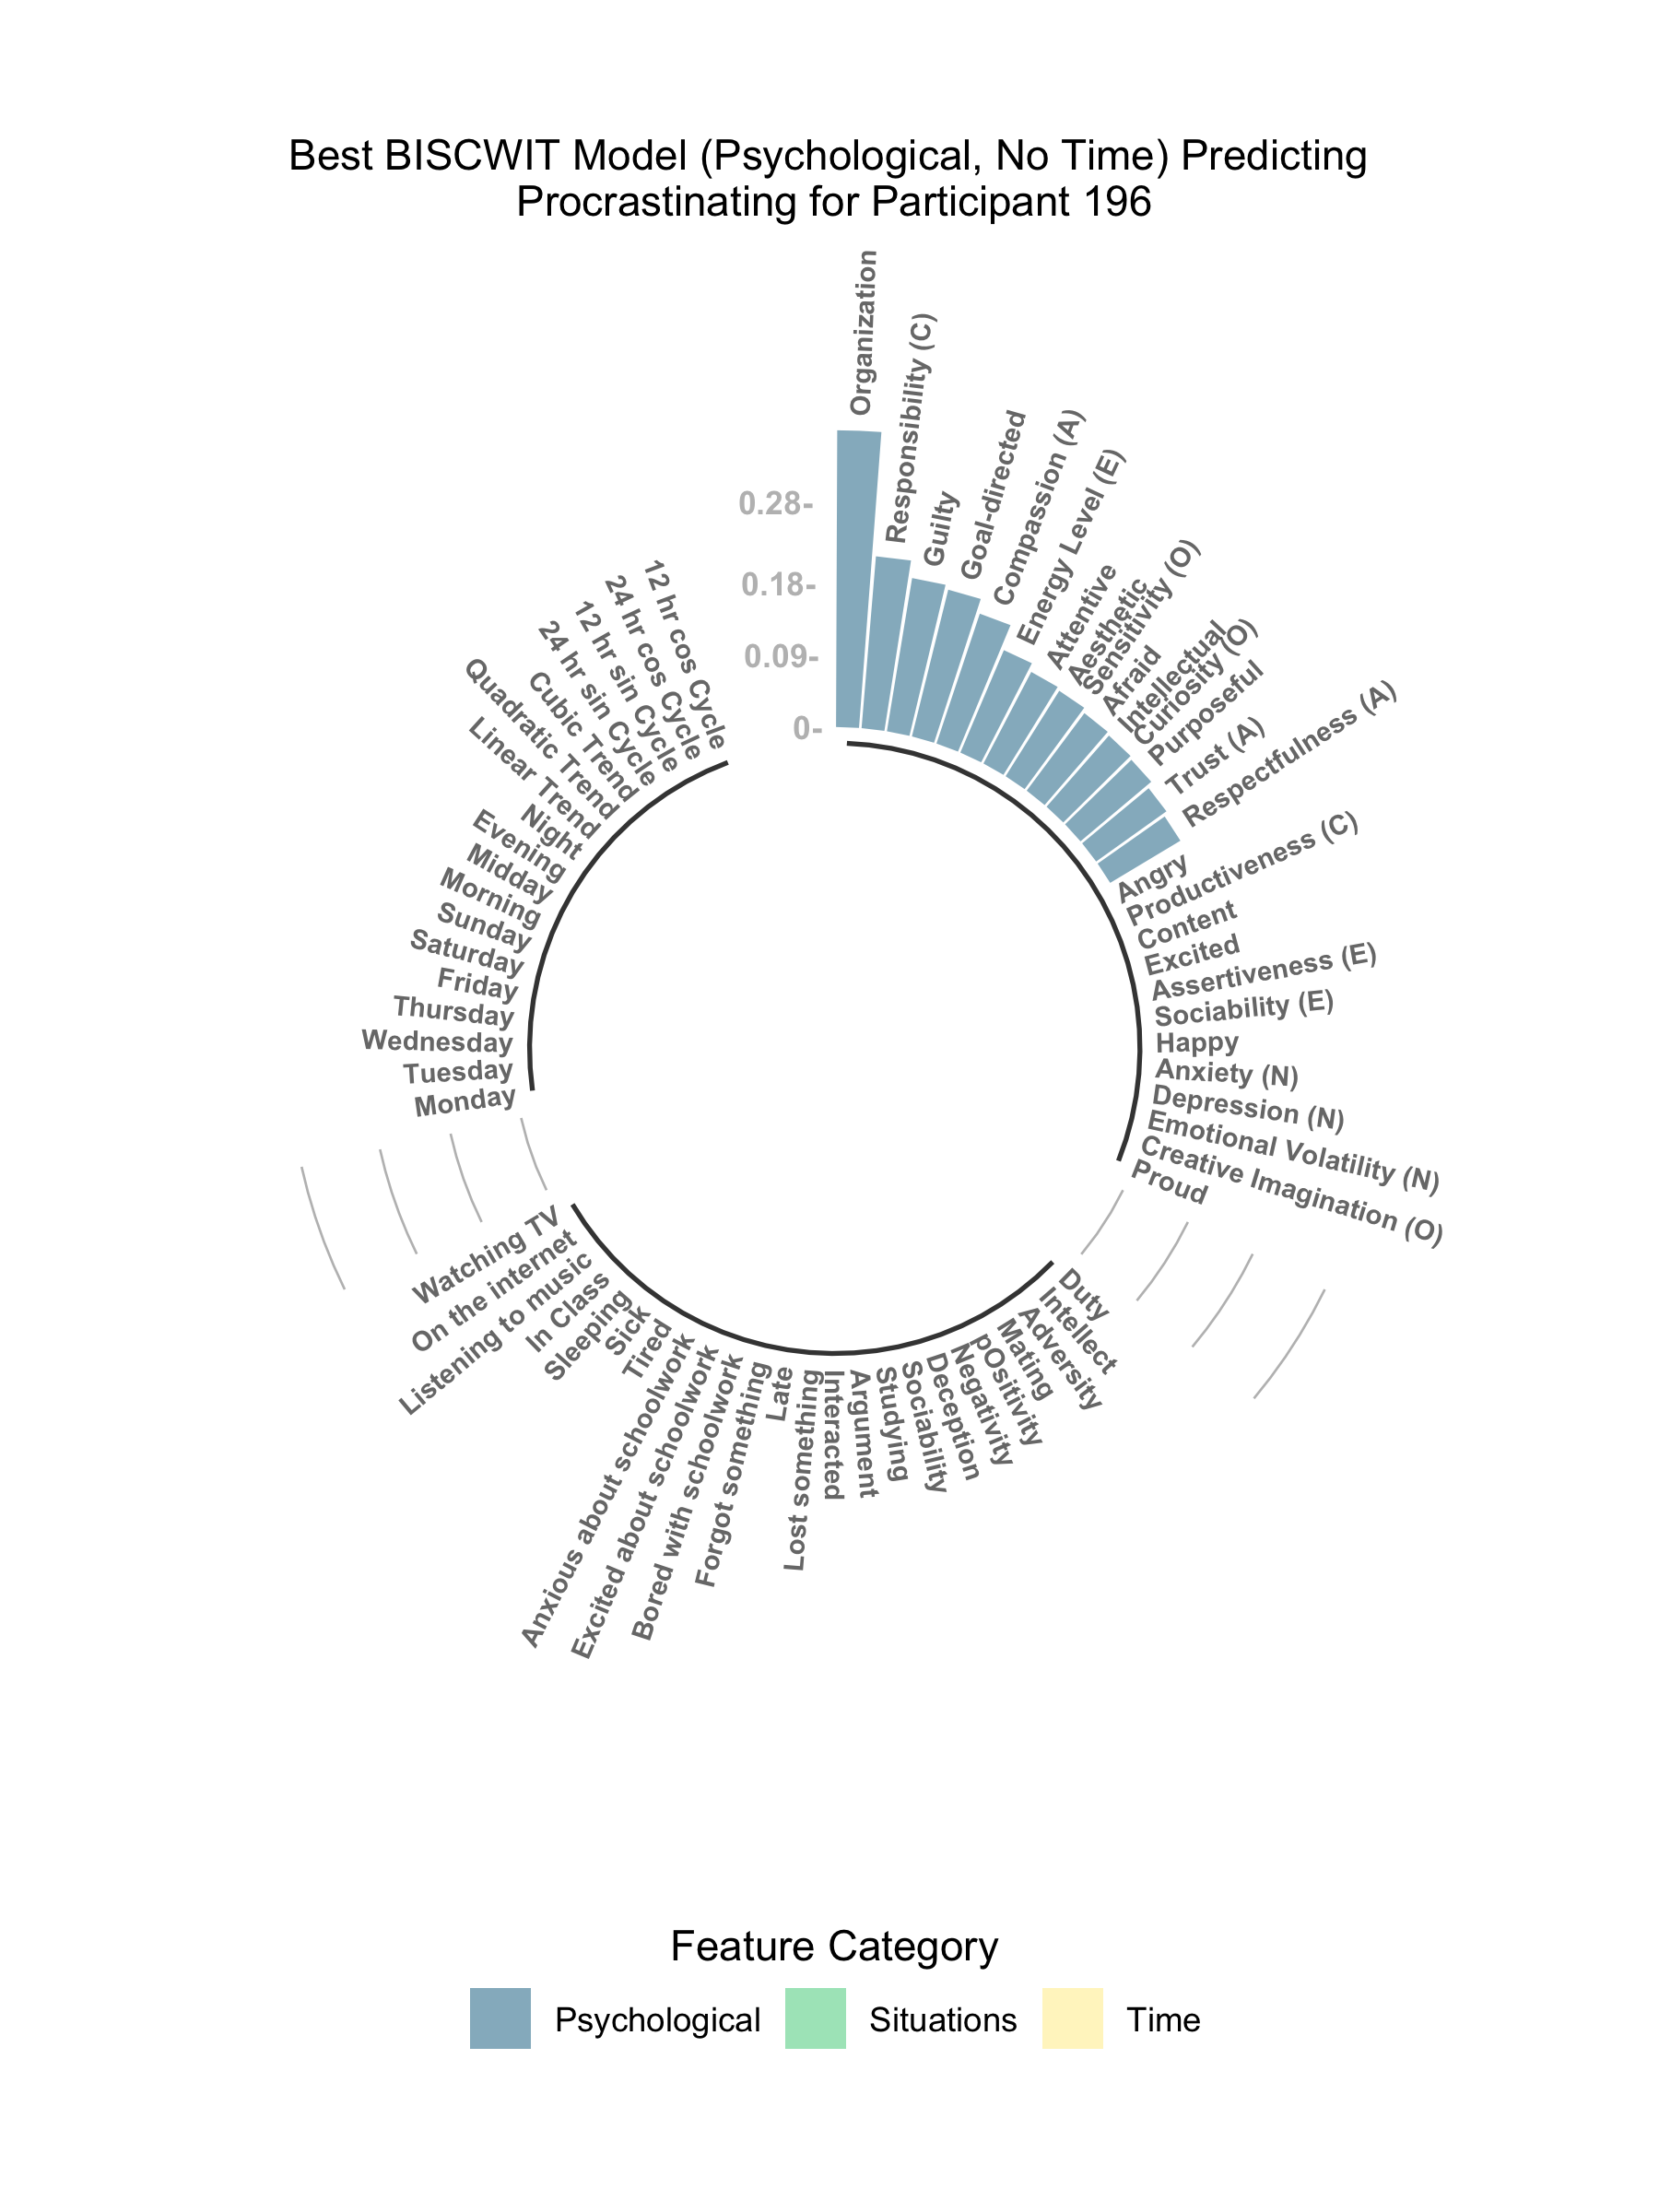 Best BISCWIT Model (Psychological, No Time) Predicting
Procrastinating for Participant 196
0.28-
0.18-
0.09-
0-
Organization
Responsibility (C)
Guilty
Goal-directed
Compassion (A)
Energy Level (E)
Attentive
Aesthetic
Sensitivity (O)
Afraid
Intellectual
Curiosity (O)
Purposeful
Trust (A)
Respectfulness (A)
Angry
Productiveness (C)
Content
Excited
Assertiveness (E)
Sociability (E)
Happy
Anxiety (N)
Depression (N)
Emotional Volatility (N)
Creative Imagination (O)
Proud
Duty
Intellect
Adversity
Mating
pOsitivity
Negativity
Deception
Sociability
Studying
Argument
Interacted
Lost something
Late
Forgot something
Bored with schoolwork
Excited about schoolwork
Anxious about schoolwork
Tired
Sick
Sleeping
In Class
Listening to music
On the internet
Watching TV
Monday
Tuesday
Wednesday
Thursday
Friday
Saturday
Sunday
Morning
Midday
Evening
Night
Linear Trend
Quadratic Trend
Cubic Trend
24 hr sin Cycle
12 hr sin Cycle
24 hr cos Cycle
12 hr cos Cycle
Feature Category
Psychological
Situations
Time